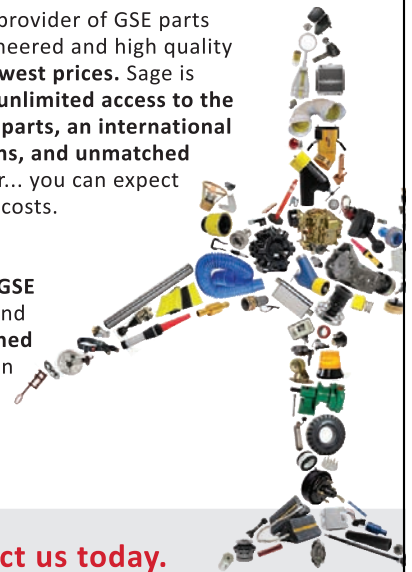 provider of GSE parts
neered and high quality
west prices. Sage is
unlimited access to the
parts, an international
ns, and unmatched
r... you can expect
costs.
GSE
nd
ned
n
ct us today.